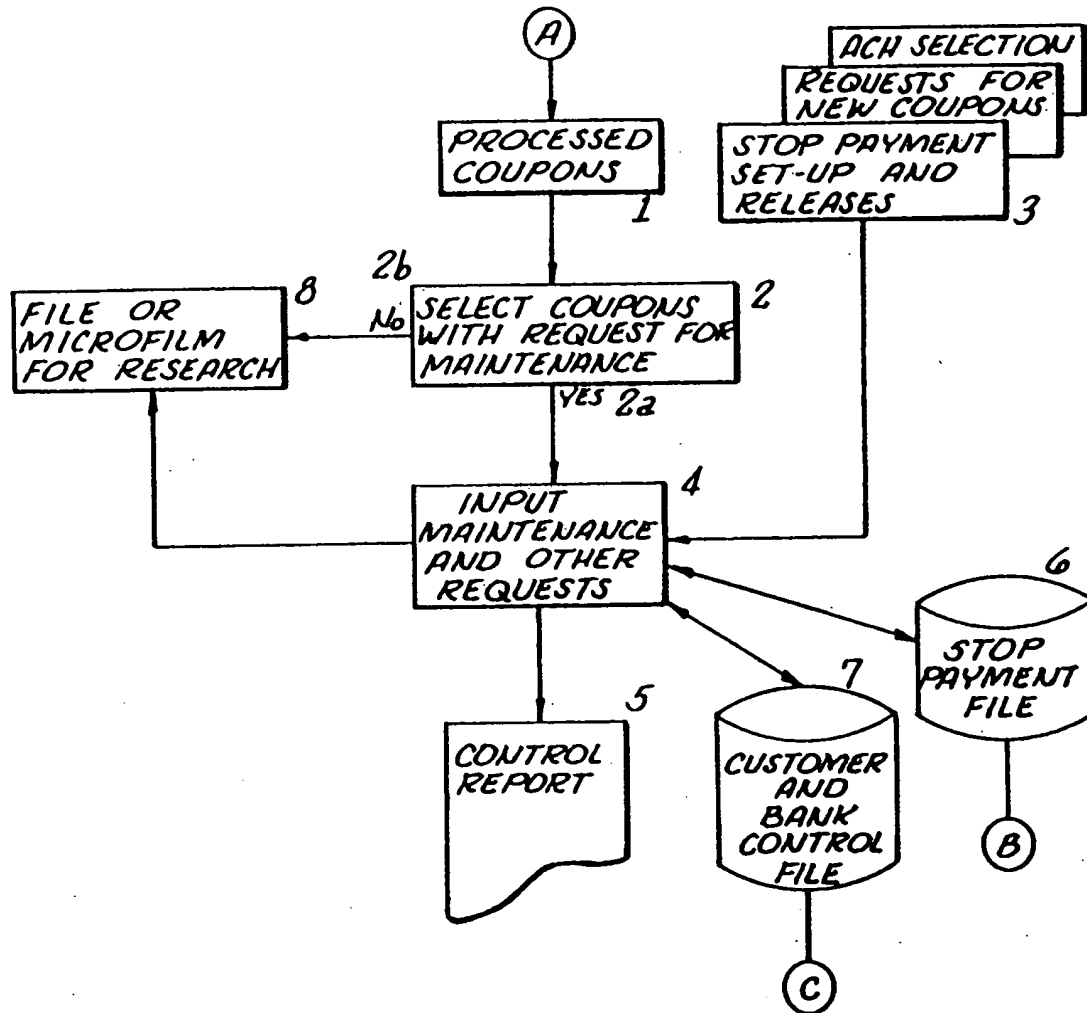 A
ACH SELECTION
REQUESTS FOR
NEW COUPONS
STOP PAYMENT
SET-UP AND
RELEASES
3
PROCESSED
COUPONS
1
2b
No
SELECT COUPONS
WITH REQUEST FOR
MAINTENANCE
2
YES 2a
8
FILE OR
MICROFILM
FOR RESEARCH
4
INPUT
MAINTENANCE
AND OTHER
REQUESTS
6
STOP
PAYMENT
FILE
B
5
CONTROL
REPORT
7
CUSTOMER
AND
BANK
CONTROL
FILE
C